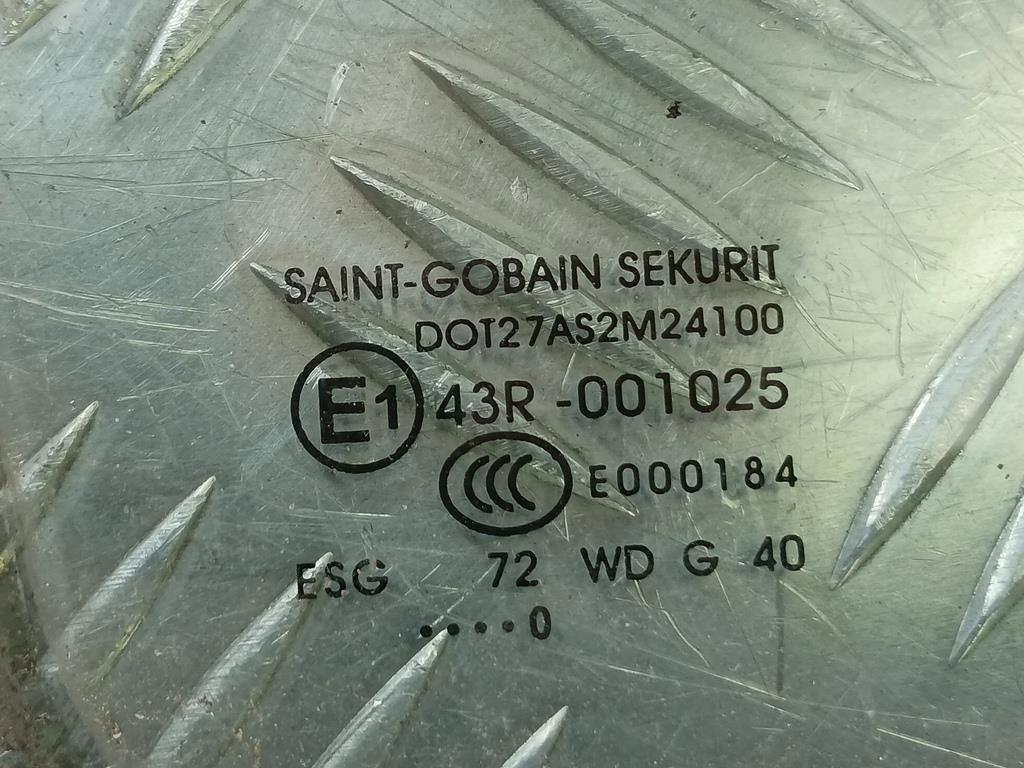 SAINT-GOBAIN SEKURIT
DOT27AS2M24100
E1 43R -001025
CCC E000184
ESG 72 WD G 40
....0